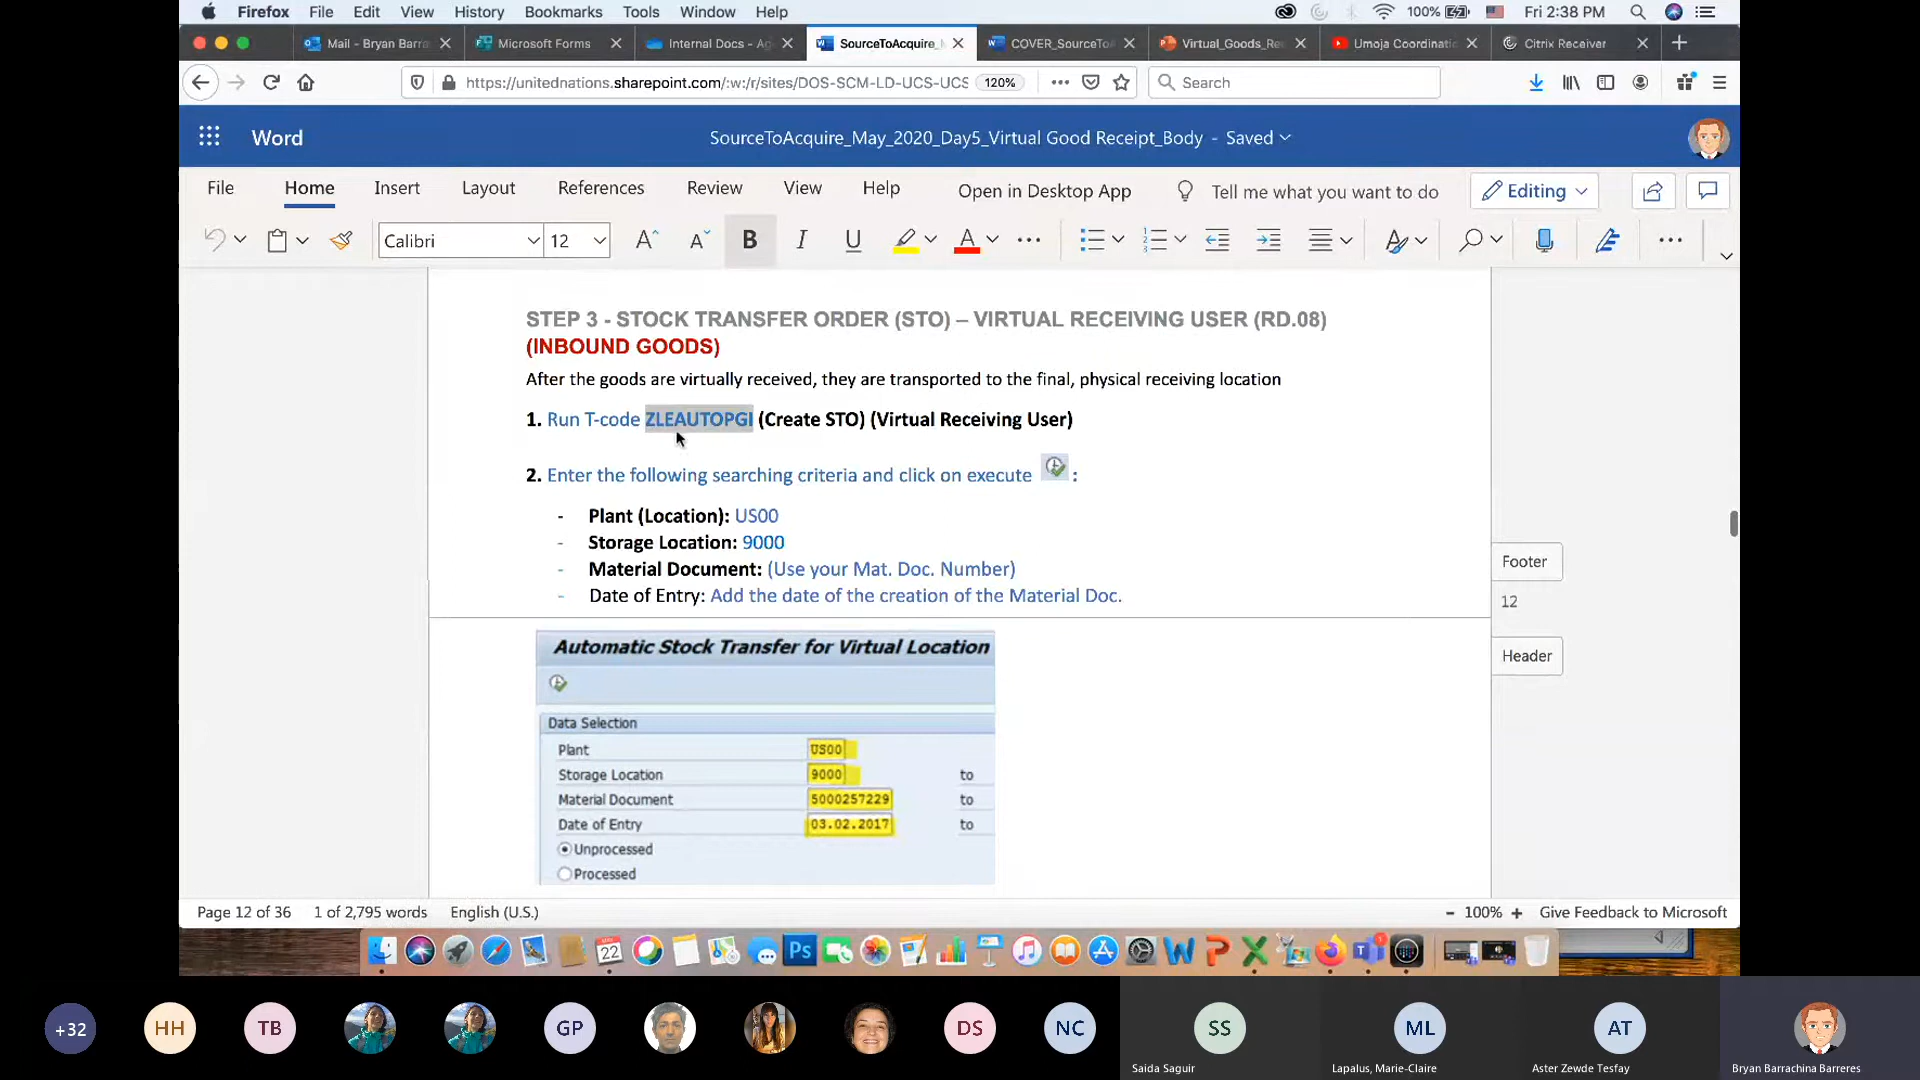 Firefox File Edit View History Bookmarks Tools Window Help 100% Fri 2:38 PM
Mail - Bryan Barra Microsoft Forms Internal Docs - Ag SourceToAcquire_ COVER_SourceToA Virtual_Goods_Re Umoja Coordinati Citrix Receiver
https://unitednations.sharepoint.com/:w:/r/sites/DOS-SCM-LD-UCS-UCS 120% Search
Word SourceToAcquire_May_2020_Day5_Virtual Good Receipt_Body - Saved
File Home Insert Layout References Review View Help Open in Desktop App Tell me what you want to do Editing
Calibri 12 A A B I U A
STEP 3 - STOCK TRANSFER ORDER (STO) – VIRTUAL RECEIVING USER (RD.08)
(INBOUND GOODS)
After the goods are virtually received, they are transported to the final, physical receiving location
1. Run T-code ZLEAUTOPGI (Create STO) (Virtual Receiving User)
2. Enter the following searching criteria and click on execute :
- Plant (Location): US00
- Storage Location: 9000
- Material Document: (Use your Mat. Doc. Number)
- Date of Entry: Add the date of the creation of the Material Doc.
Footer
12
Header
Automatic Stock Transfer for Virtual Location
Data Selection
Plant US00
Storage Location 9000 to
Material Document 5000257229 to
Date of Entry 03.02.2017 to
Unprocessed
Processed
Page 12 of 36 1 of 2,795 words English (U.S.) - 100% + Give Feedback to Microsoft
+32 HH TB GP DS NC SS ML AT
Saida Saguir Lapalus, Marie-Claire Aster Zewde Tesfay Bryan Barrachina Barreres